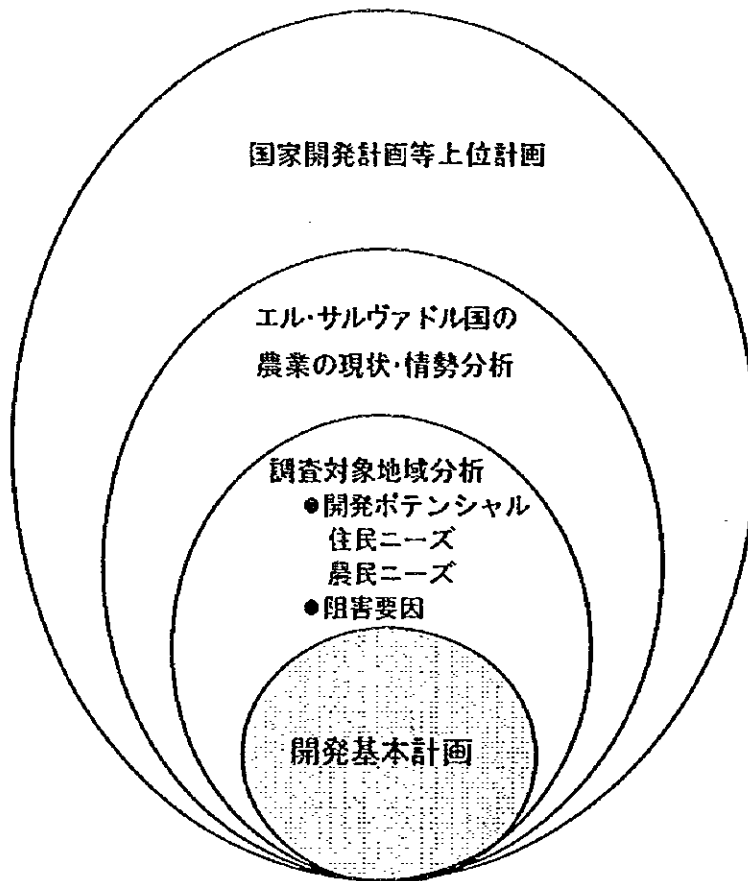 国家開発計画等上位計画
エル・サルヴァドル国の
農業の現状・情勢分析
調査対象地域分析
●開発ポテンシャル
住民ニーズ
農民ニーズ
●阻害要因
開発基本計画